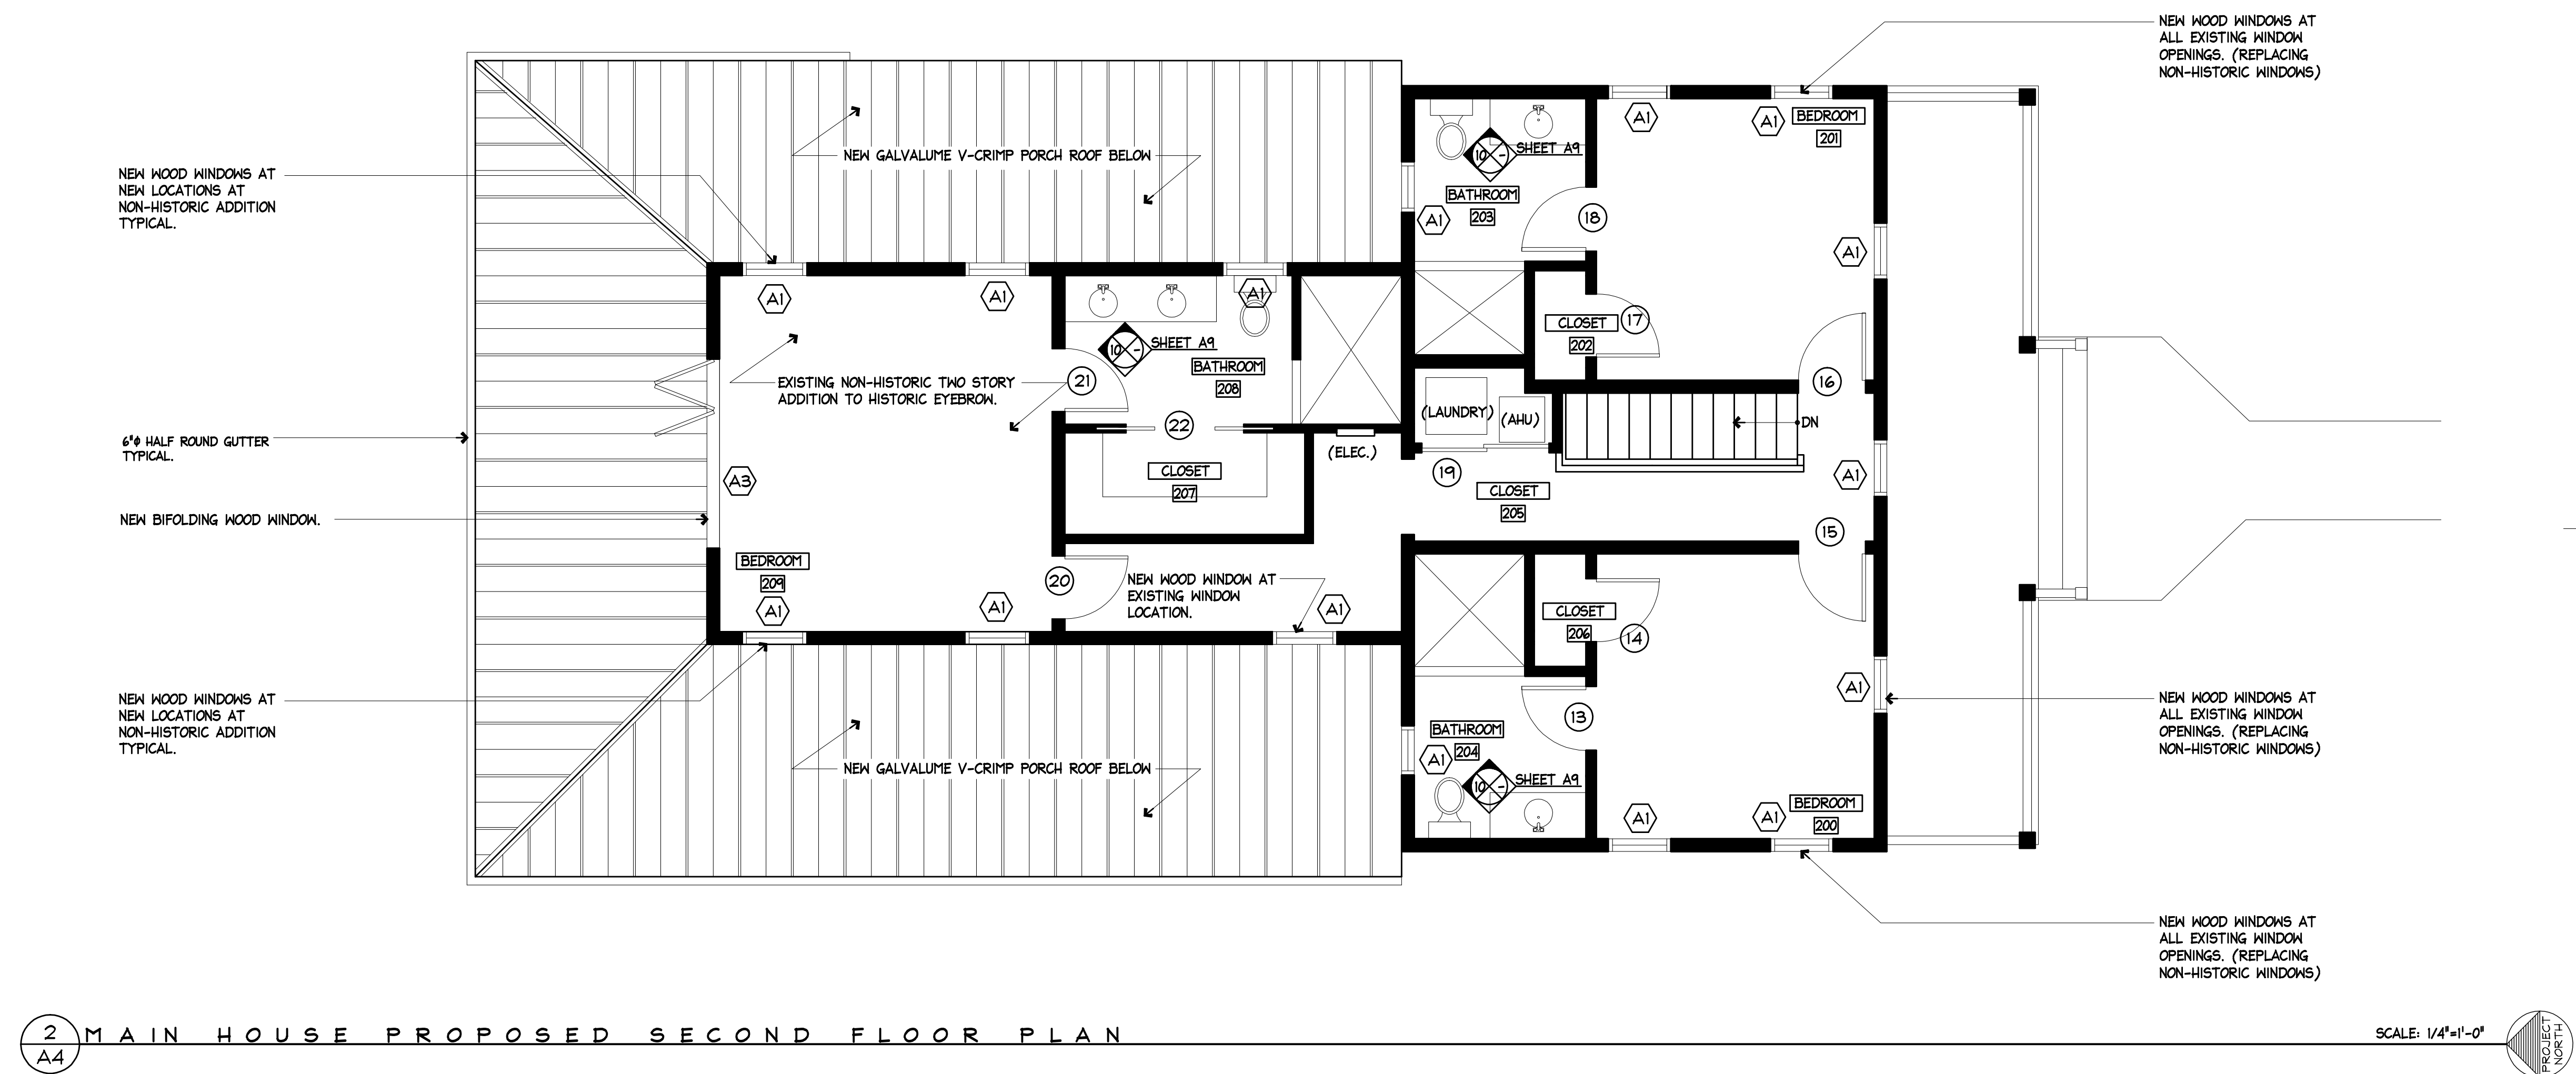 NEW WOOD WINDOWS AT
ALL EXISTING WINDOW
OPENINGS. (REPLACING
NON-HISTORIC WINDOWS)
NEW WOOD WINDOWS AT
NEW LOCATIONS AT
NON-HISTORIC ADDITION
TYPICAL.
NEW GALVALUME V-CRIMP PORCH ROOF BELOW
A1
A1
BEDROOM
201
10
-
SHEET A9
BATHROOM
203
A1
18
A1
A1
A1
A1
CLOSET
202
17
16
10
-
SHEET A9
BATHROOM
208
21
EXISTING NON-HISTORIC TWO STORY
ADDITION TO HISTORIC EYEBROW.
22
(LAUNDRY)
(AHU)
DN
6"ϕ HALF ROUND GUTTER
TYPICAL.
(ELEC.)
19
A3
CLOSET
207
CLOSET
205
A1
NEW BIFOLDING WOOD WINDOW.
15
BEDROOM
209
A1
A1
20
NEW WOOD WINDOW AT
EXISTING WINDOW
LOCATION.
A1
CLOSET
206
14
NEW WOOD WINDOWS AT
NEW LOCATIONS AT
NON-HISTORIC ADDITION
TYPICAL.
A1
NEW WOOD WINDOWS AT
ALL EXISTING WINDOW
OPENINGS. (REPLACING
NON-HISTORIC WINDOWS)
13
BATHROOM
204
A1
NEW GALVALUME V-CRIMP PORCH ROOF BELOW
10
-
SHEET A9
A1
A1
BEDROOM
200
NEW WOOD WINDOWS AT
ALL EXISTING WINDOW
OPENINGS. (REPLACING
NON-HISTORIC WINDOWS)
2
A4
MAIN HOUSE PROPOSED SECOND FLOOR PLAN
SCALE: 1/4"=1'-0"
PROJECT
NORTH